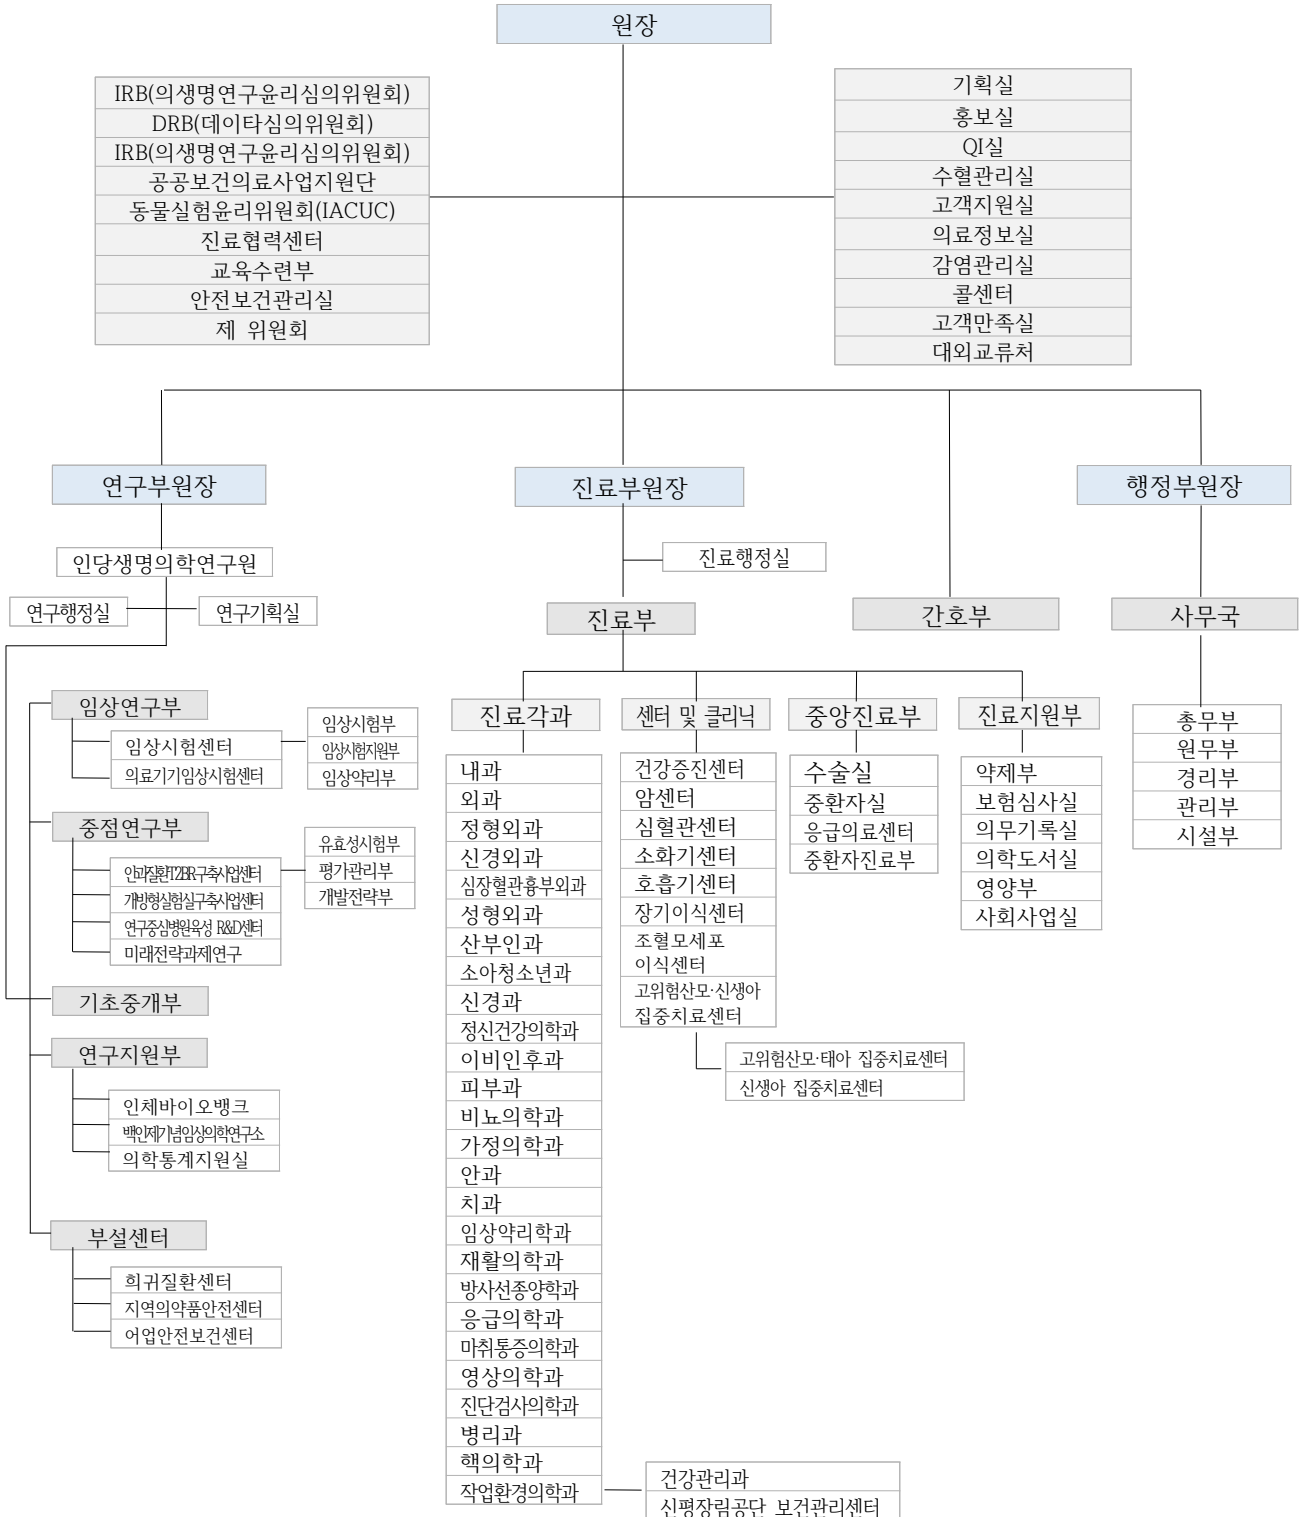 원장
IRB(의생명연구윤리심의위원회)
DRB(데이타심의위원회)
IRB(의생명연구윤리심의위원회)
공공보건의료사업지원단
동물실험윤리위원회(IACUC)
진료협력센터
교육수련부
안전보건관리실
제 위원회
기획실
홍보실
QI실
수혈관리실
고객지원실
의료정보실
감염관리실
콜센터
고객만족실
대외교류처
연구부원장
진료부원장
행정부원장
인당생명의학연구원
연구행정실
연구기획실
진료행정실
진료부
간호부
사무국
임상연구부
임상시험센터
의료기기임상시험센터
임상시험부
임상시험지원부
임상약리부
중점연구부
안과질환T2BR구축사업센터
개방형실험실구축사업센터
연구중심병원육성 R&D센터
미래전략과제연구
유효성시험부
평가관리부
개발전략부
기초중개부
연구지원부
인체바이오뱅크
백인제기념임상의학연구소
의학통계지원실
부설센터
희귀질환센터
지역의약품안전센터
어업안전보건센터
진료각과
내과
외과
정형외과
신경외과
심장혈관흉부외과
성형외과
산부인과
소아청소년과
신경과
정신건강의학과
이비인후과
피부과
비뇨의학과
가정의학과
안과
치과
임상약리학과
재활의학과
방사선종양학과
응급의학과
마취통증의학과
영상의학과
진단검사의학과
병리과
핵의학과
작업환경의학과
건강관리과
신평장림공단 보건관리센터
센터 및 클리닉
건강증진센터
암센터
심혈관센터
소화기센터
호흡기센터
장기이식센터
조혈모세포
이식센터
고위험산모·신생아
집중치료센터
고위험산모·태아 집중치료센터
신생아 집중치료센터
중앙진료부
수술실
중환자실
응급의료센터
중환자진료부
진료지원부
약제부
보험심사실
의무기록실
의학도서실
영양부
사회사업실
총무부
원무부
경리부
관리부
시설부